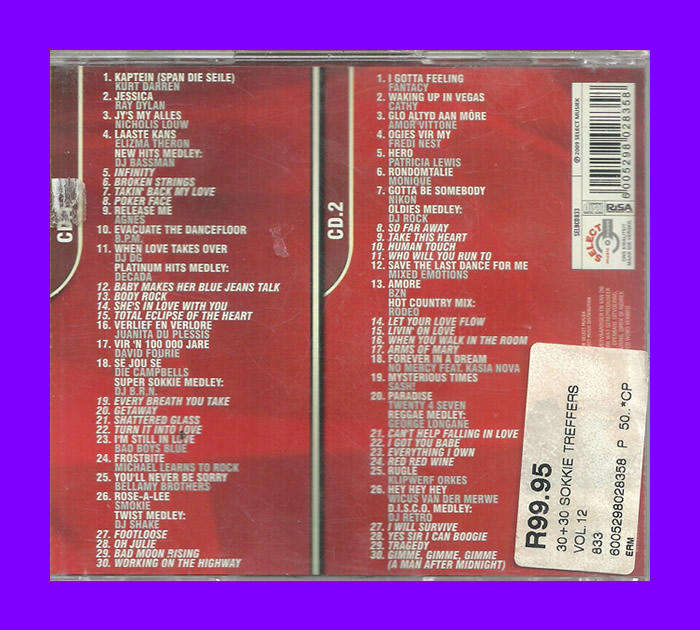 CD.
1. KAPTEIN (SPAN DIE SEILE)
KURT DARREN
2. JESSICA
RAY DYLAN
3. JY'S MY ALLES
NICHOLIS LOUW
4. LAASTE KANS
ELIZMA THERON
NEW HITS MEDLEY:
DJ BASSMAN
5. INFINITY
6. BROKEN STRINGS
7. TAKIN' BACK MY LOVE
8. POKER FACE
9. RELEASE ME
AGNES
10. EVACUATE THE DANCEFLOOR
B.P.M.
11. WHEN LOVE TAKES OVER
DJ DG
PLATINUM HITS MEDLEY:
DECADA
12. BABY MAKES HER BLUE JEANS TALK
13. BODY ROCK
14. SHE'S IN LOVE WITH YOU
15. TOTAL ECLIPSE OF THE HEART
16. VERLIEF EN VERLORE
JUANITA DU PLESSIS
17. VIR 'N 100 000 JARE
DAVID FOURIE
18. SE JOU SE
DIE CAMPBELLS
SUPER SOKKIE MEDLEY:
DJ B.R.N.
19. EVERY BREATH YOU TAKE
20. GETAWAY
21. SHATTERED GLASS
22. TURN IT INTO LOVE
23. I'M STILL IN LOVE
BAD BOYS BLUE
24. FROSTBITE
MICHAEL LEARNS TO ROCK
25. YOU'LL NEVER BE SORRY
BELLAMY BROTHERS
26. ROSE-A-LEE
SMOKIE
TWIST MEDLEY:
DJ SHAKE
27. FOOTLOOSE
28. OH JULIE
29. BAD MOON RISING
30. WORKING ON THE HIGHWAY
CD.2
1. I GOTTA FEELING
FANTACY
2. WAKING UP IN VEGAS
CATHY
3. GLO ALTYD AAN MÔRE
AMOR VITTONE
4. OGIES VIR MY
FREDI NEST
5. HERO
PATRICIA LEWIS
6. RONDOMTALIE
MONIQUE
7. GOTTA BE SOMEBODY
NIKON
OLDIES MEDLEY:
DJ ROCK
8. SO FAR AWAY
9. TAKE THIS HEART
10. HUMAN TOUCH
11. WHO WILL YOU RUN TO
12. SAVE THE LAST DANCE FOR ME
MIXED EMOTIONS
13. AMORE
BZN
HOT COUNTRY MIX:
RODEO
14. LET YOUR LOVE FLOW
15. LIVIN' ON LOVE
16. WHEN YOU WALK IN THE ROOM
17. ARMS OF MARY
18. FOREVER IN A DREAM
NO MERCY FEAT. KASIA NOVA
19. MYSTERIOUS TIMES
SASH!
20. PARADISE
TWENTY 4 SEVEN
REGGAE MEDLEY:
GEORGE LONGANE
21. CAN'T HELP FALLING IN LOVE
22. I GOT YOU BABE
23. EVERYTHING I OWN
24. RED RED WINE
25. RUGLE
KLIPWERF ORKES
26. HEY HEY HEY
WICUS VAN DER MERWE
D.I.S.C.O. MEDLEY:
DJ RETRO
27. I WILL SURVIVE
28. YES SIR I CAN BOOGIE
29. TRAGEDY
30. GIMME, GIMME, GIMME
(A MAN AFTER MIDNIGHT)
℗ 2009 SELECT MUSIEK
6005298028358
SELBCD833
RiSA
SELECT
R99.95
30+30 SOKKIE TREFFERS
VOL.12
833
6005298028358 P 50..*CP
ERM